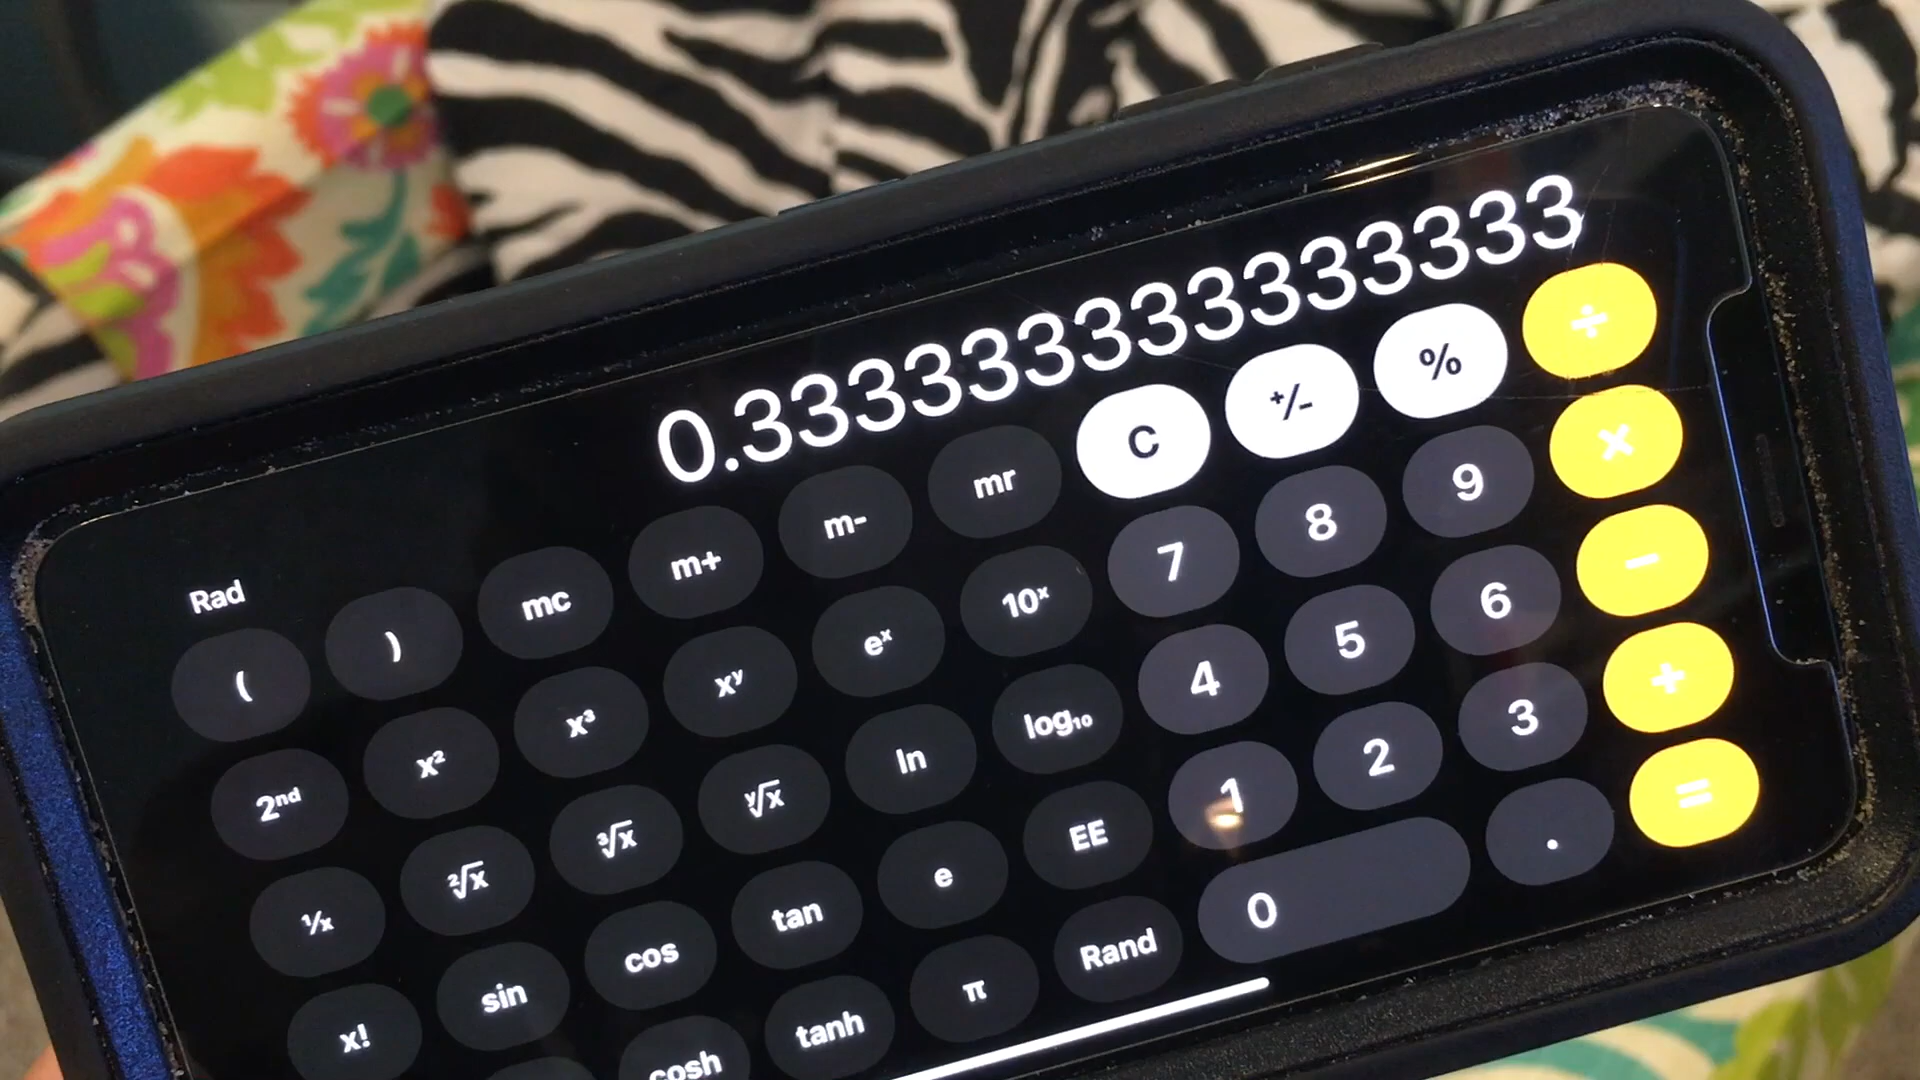 0.333333333333333
Rad
( ) mc m+ m- mr C +/- % ÷
2ⁿᵈ x² x³ xʸ eˣ 10ˣ 7 8 9 ×
¹/x ²√x ³√x ʸ√x ln log₁₀ 4 5 6 −
x! sin cos tan e EE 1 2 3 +
cosh tanh π Rand 0 . =